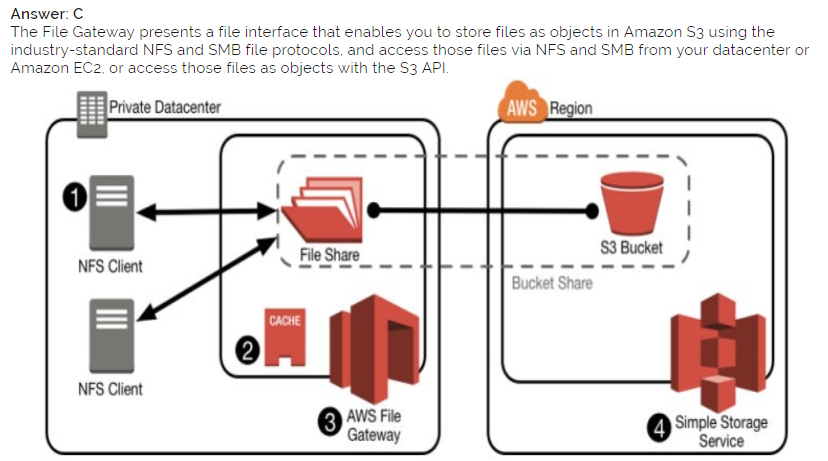 Answer: C
The File Gateway presents a file interface that enables you to store files as objects in Amazon S3 using the
industry-standard NFS and SMB file protocols, and access those files via NFS and SMB from your datacenter or
Amazon EC2, or access those files as objects with the S3 API.
Private Datacenter
AWS Region
1
NFS Client
File Share
S3 Bucket
Bucket Share
NFS Client
CACHE
2
3 AWS File
Gateway
4 Simple Storage
Service